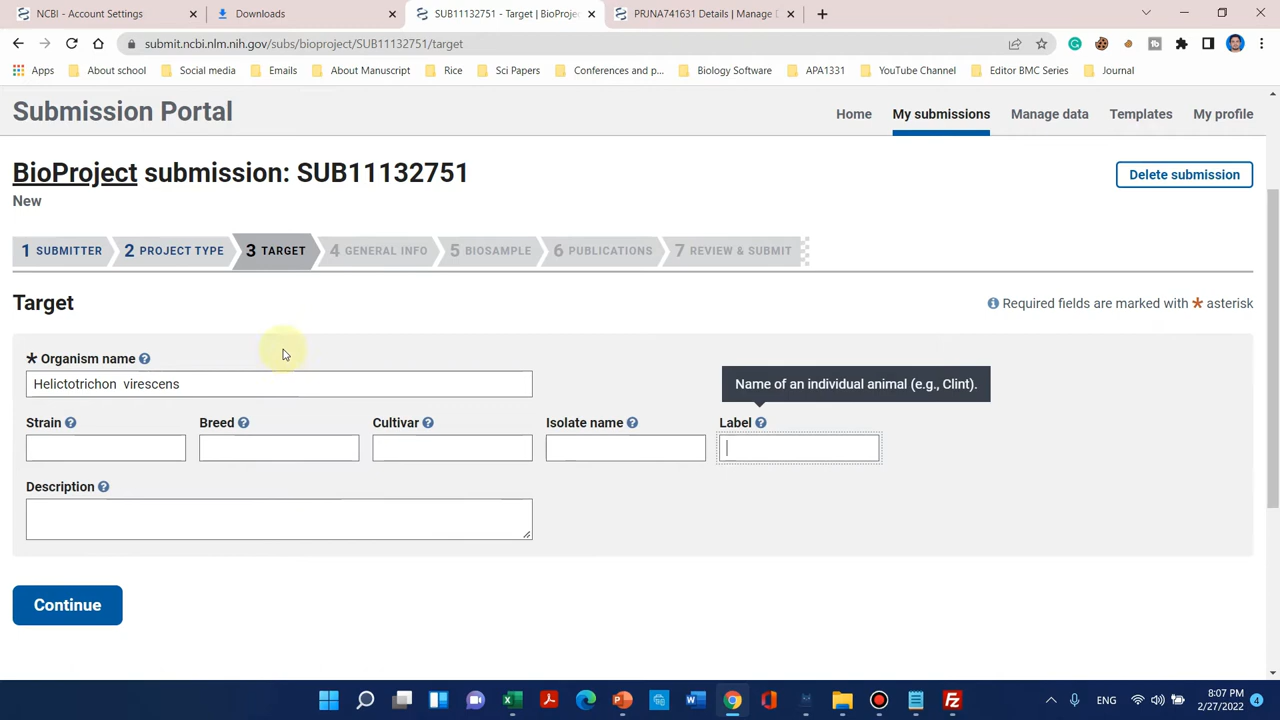 NCBI - Account Settings
Downloads
SUB11132751 - Target | BioProje
PRJNA741631 Details | Manage D
submit.ncbi.nlm.nih.gov/subs/bioproject/SUB11132751/target
Apps
About school
Social media
Emails
About Manuscript
Rice
Sci Papers
Conferences and p...
Biology Software
APA1331
YouTube Channel
Editor BMC Series
Journal
Submission Portal
Home
My submissions
Manage data
Templates
My profile
BioProject submission: SUB11132751
Delete submission
New
1 SUBMITTER
2 PROJECT TYPE
3 TARGET
4 GENERAL INFO
5 BIOSAMPLE
6 PUBLICATIONS
7 REVIEW & SUBMIT
Target
Required fields are marked with * asterisk
* Organism name
Helictotrichon  virescens
Name of an individual animal (e.g., Clint).
Strain
Breed
Cultivar
Isolate name
Label
Description
Continue
ENG
8:07 PM
2/27/2022
4